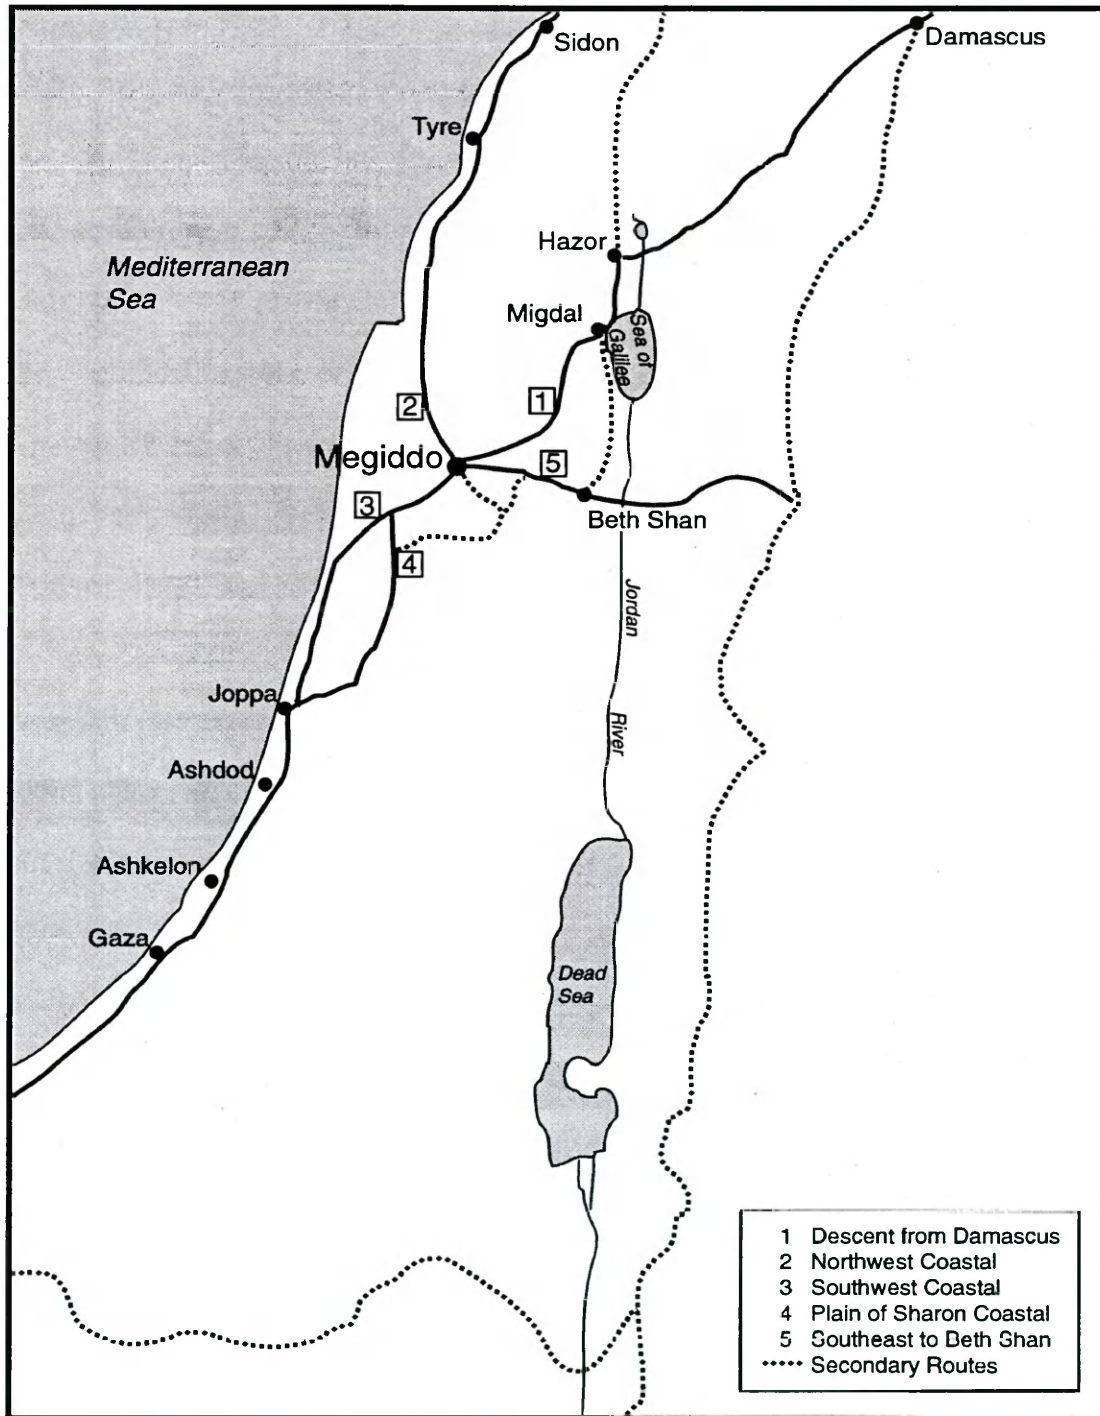 Sidon
Damascus
Tyre
Hazor
Mediterranean
Sea
Migdal
Sea of
Galilee
2
1
Megiddo
5
3
Beth Shan
4
Jordan
River
Joppa
Ashdod
Ashkelon
Gaza
Dead
Sea
1 Descent from Damascus
2 Northwest Coastal
3 Southwest Coastal
4 Plain of Sharon Coastal
5 Southeast to Beth Shan
Secondary Routes